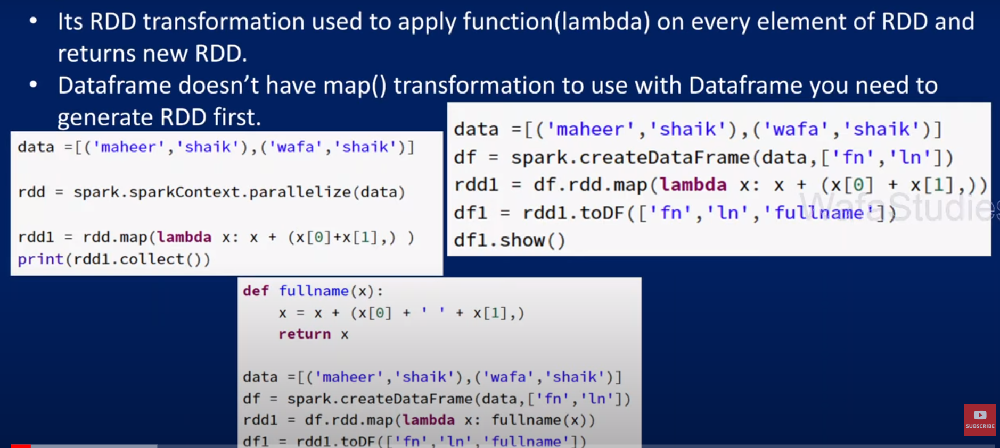 • Its RDD transformation used to apply function(lambda) on every element of RDD and
returns new RDD.
• Dataframe doesn’t have map() transformation to use with Dataframe you need to
generate RDD first.
data =[('maheer','shaik'),('wafa','shaik')]
rdd = spark.sparkContext.parallelize(data)
rdd1 = rdd.map(lambda x: x + (x[0]+x[1],) )
print(rdd1.collect())
data =[('maheer','shaik'),('wafa','shaik')]
df = spark.createDataFrame(data,['fn','ln'])
rdd1 = df.rdd.map(lambda x: x + (x[0] + x[1],))
df1 = rdd1.toDF(['fn','ln','fullname'])
df1.show()
WafaStudies
def fullname(x):
    x = x + (x[0] + ' ' + x[1],)
    return x
data =[('maheer','shaik'),('wafa','shaik')]
df = spark.createDataFrame(data,['fn','ln'])
rdd1 = df.rdd.map(lambda x: fullname(x))
df1 = rdd1.toDF(['fn','ln','fullname'])
SUBSCRIBE